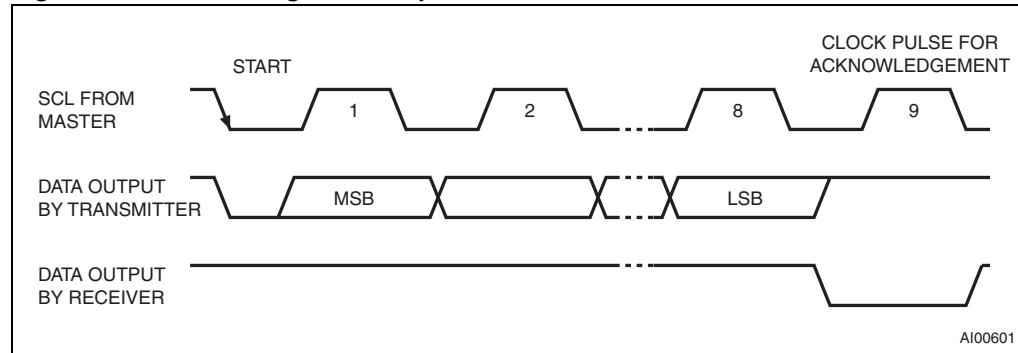 START
CLOCK PULSE FOR
ACKNOWLEDGEMENT
SCL FROM
MASTER
1
2
8
9
DATA OUTPUT
BY TRANSMITTER
MSB
LSB
DATA OUTPUT
BY RECEIVER
AI00601